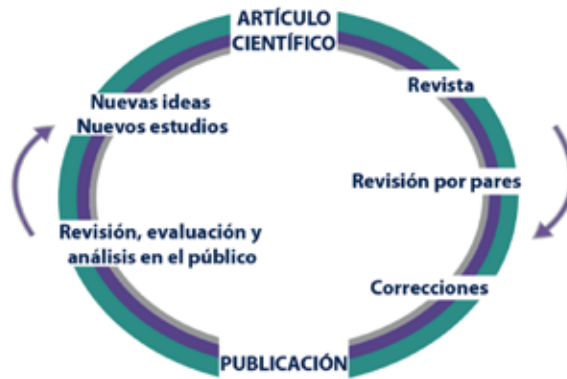 ARTÍCULO
CIENTÍFICO
Revista
Revisión por pares
Correcciones
PUBLICACIÓN
Revisión, evaluación y
análisis en el público
Nuevas ideas
Nuevos estudios